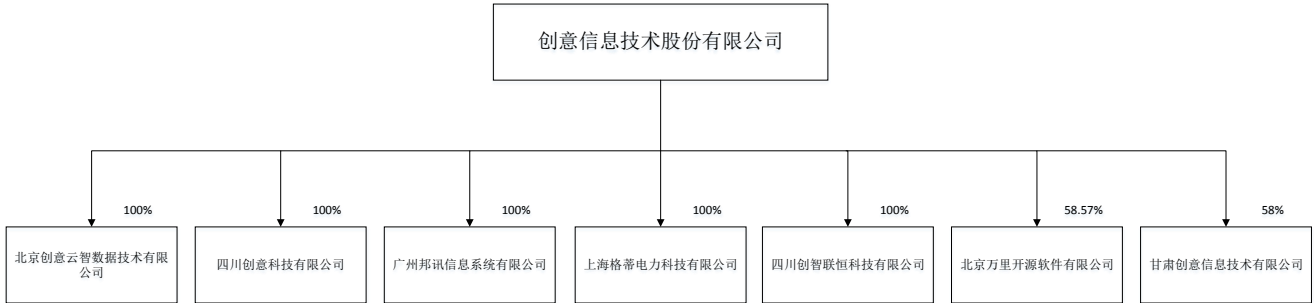 创意信息技术股份有限公司
100%
100%
100%
100%
100%
58.57%
58%
北京创意云智数据技术有限
公司
四川创意科技有限公司
广州邦讯信息系统有限公司
上海格蒂电力科技有限公司
四川创智联恒科技有限公司
北京万里开源软件有限公司
甘肃创意信息技术有限公司